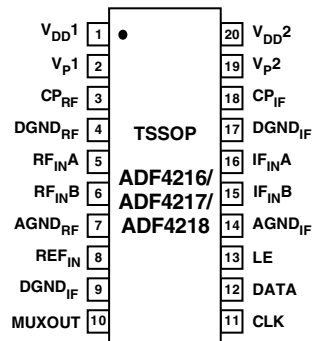 VDD1 1 20 VDD2
VP1 2 19 VP2
CPRF 3 18 CPIF
DGNDRF 4 TSSOP 17 DGNDIF
RFINA 5 ADF4216/ 16 IFINA
RFINB 6 ADF4217/ 15 IFINB
AGNDRF 7 ADF4218 14 AGNDIF
REFIN 8 13 LE
DGNDIF 9 12 DATA
MUXOUT 10 11 CLK